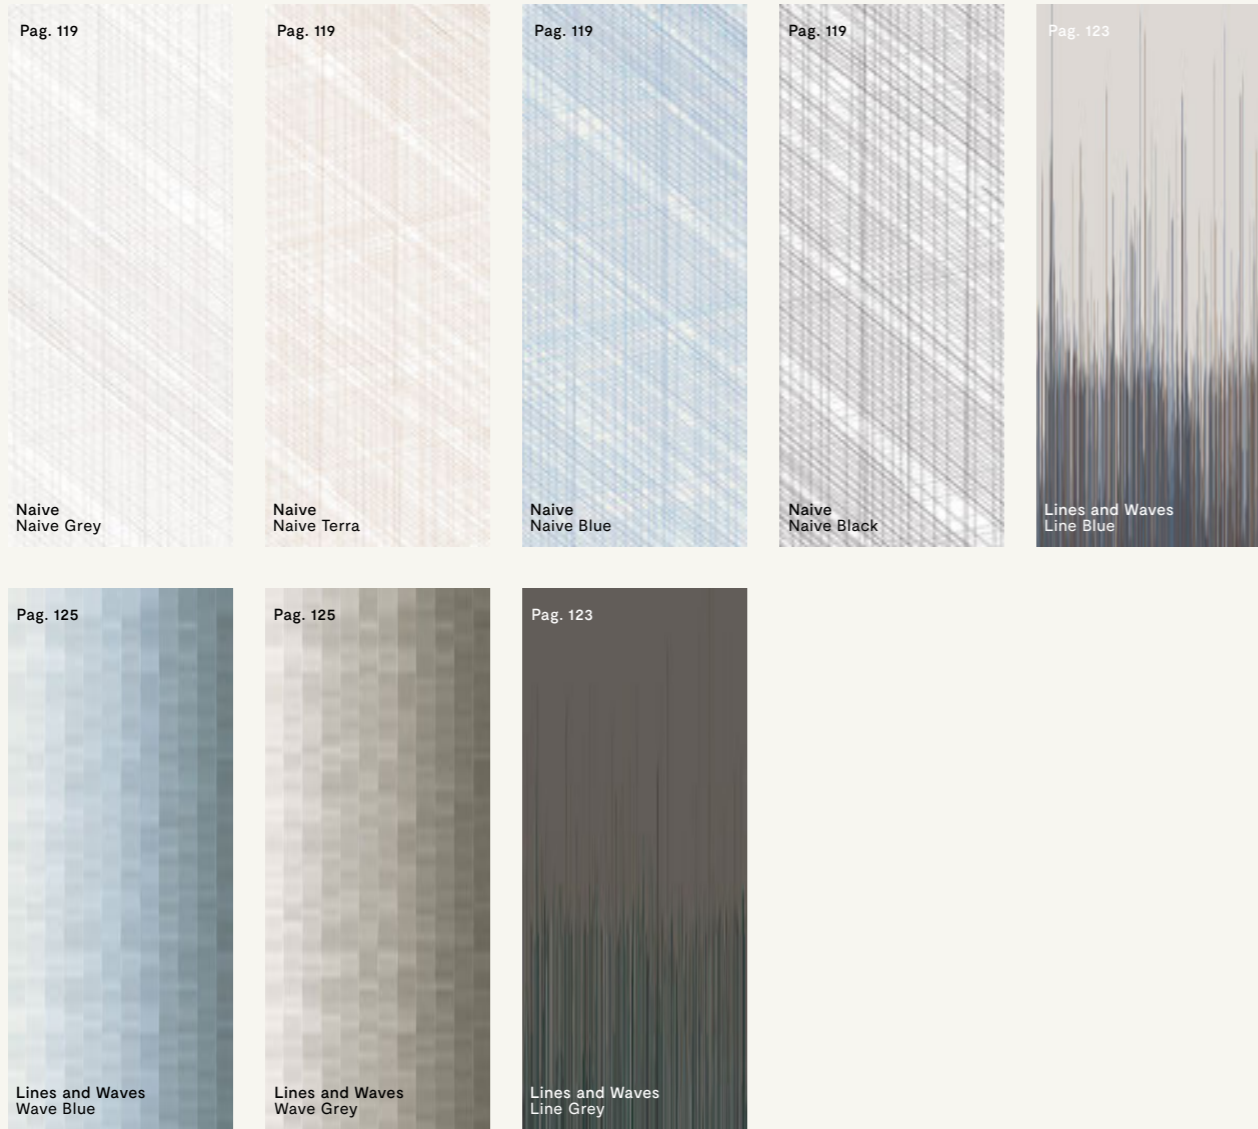 Pag. 119
Naive
Naive Grey
Pag. 119
Naive
Naive Terra
Pag. 119
Naive
Naive Blue
Pag. 119
Naive
Naive Black
Pag. 123
Lines and Waves
Line Blue
Pag. 125
Lines and Waves
Wave Blue
Pag. 125
Lines and Waves
Wave Grey
Pag. 123
Lines and Waves
Line Grey